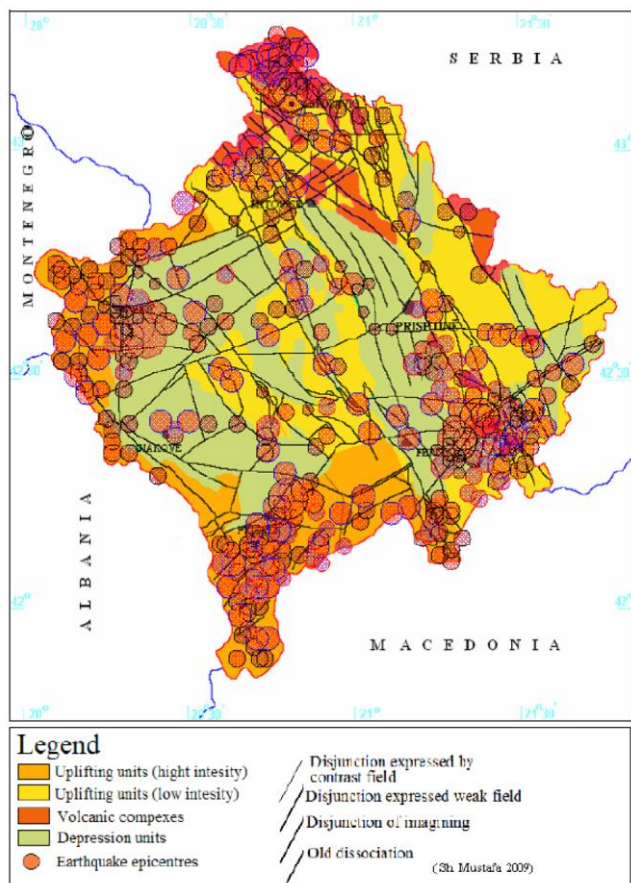 20°
20°30'
21°
21°30'
SERBIA
43°
43°
MONTENEGRO
42°30'
42°30'
ALBANIA
42°
42°
MACEDONIA
20°
21°
21°30'
Legend
Uplifting units (hight intesity)
Uplifting units (low intesity)
Volcanic compexes
Depression units
Earthquake epicentres
Disjunction expressed by
contrast field
Disjunction expressed weak field
Disjunction of imagining
Old dissociation
(Sh. Mustafa 2009)